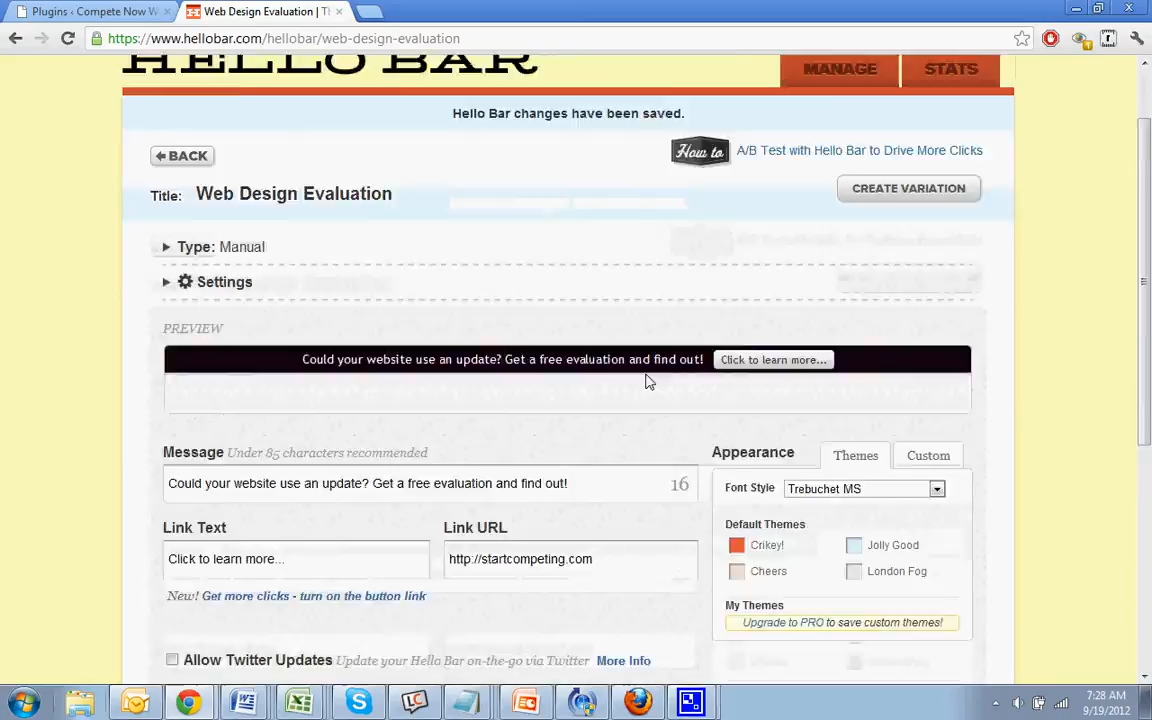 Plugins ‹ Compete Now W
Web Design Evaluation | Th
https://www.hellobar.com/hellobar/web-design-evaluation
HELLO BAR
MANAGE
STATS
Hello Bar changes have been saved.
BACK
How to
A/B Test with Hello Bar to Drive More Clicks
Title: Web Design Evaluation
CREATE VARIATION
Type: Manual
Settings
PREVIEW
Could your website use an update? Get a free evaluation and find out! Click to learn more...
Message Under 85 characters recommended
Could your website use an update? Get a free evaluation and find out! 16
Link Text
Link URL
Click to learn more...
http://startcompeting.com
New! Get more clicks - turn on the button link
Allow Twitter Updates Update your Hello Bar on-the-go via Twitter More Info
Appearance
Themes
Custom
Font Style
Trebuchet MS
Default Themes
Crikey!
Jolly Good
Cheers
London Fog
My Themes
Upgrade to PRO to save custom themes!
7:28 AM
9/19/2012